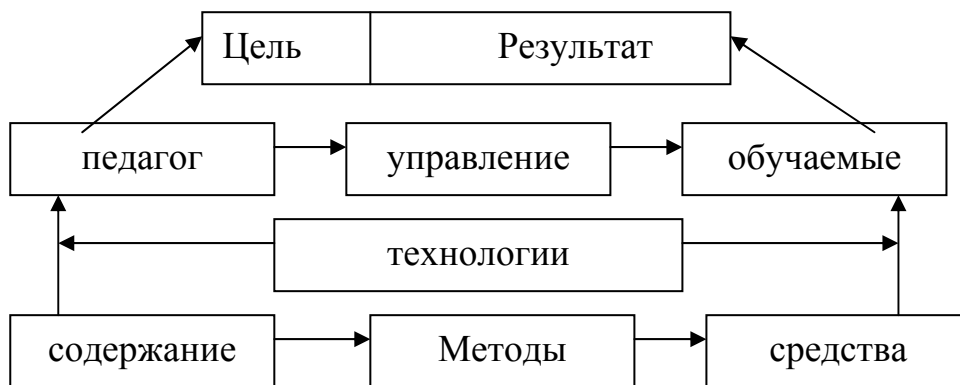 Цель Результат
педагог управление обучаемые
технологии
содержание Методы средства